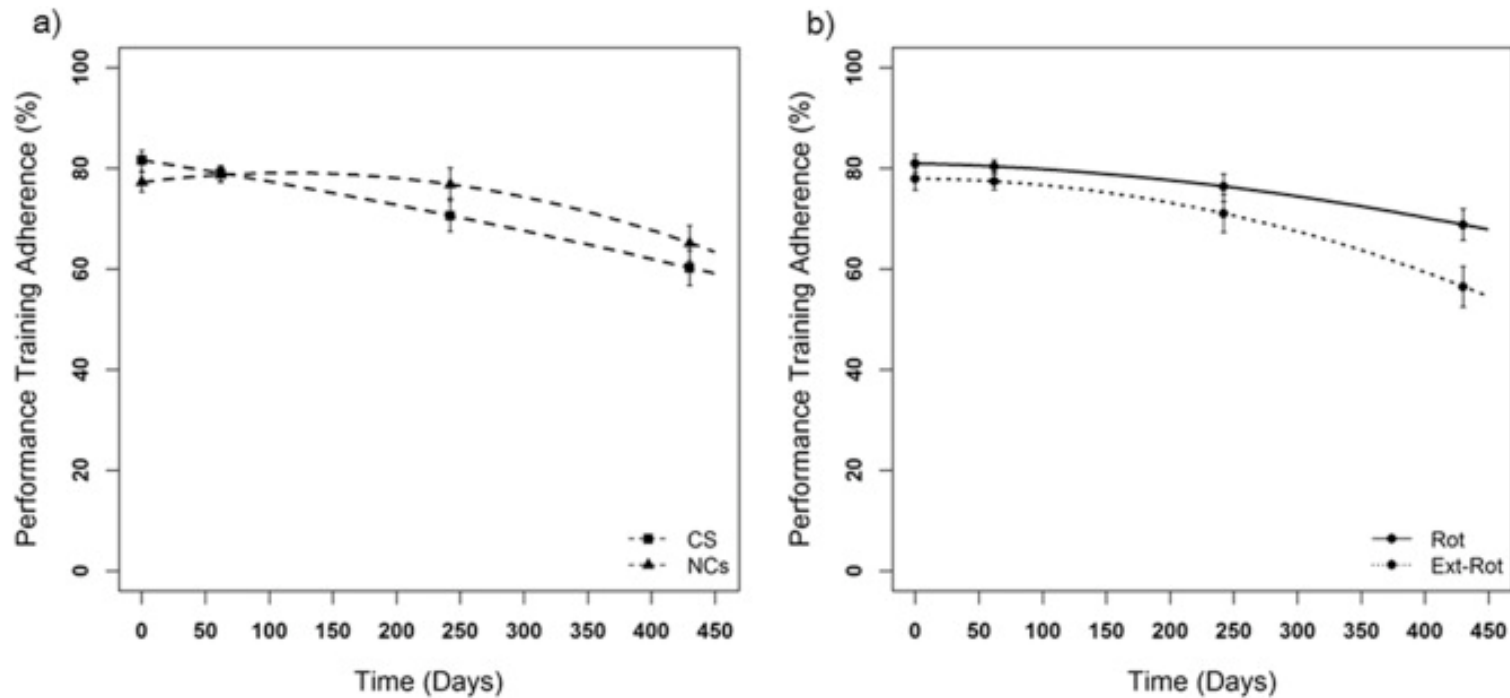 a)
Performance Training Adherence (%)
100
80
60
40
20
0
CS
NCs
0 50 100 150 200 250 300 350 400 450
Time (Days)
b)
Performance Training Adherence (%)
100
80
60
40
20
0
Rot
Ext-Rot
0 50 100 150 200 250 300 350 400 450
Time (Days)